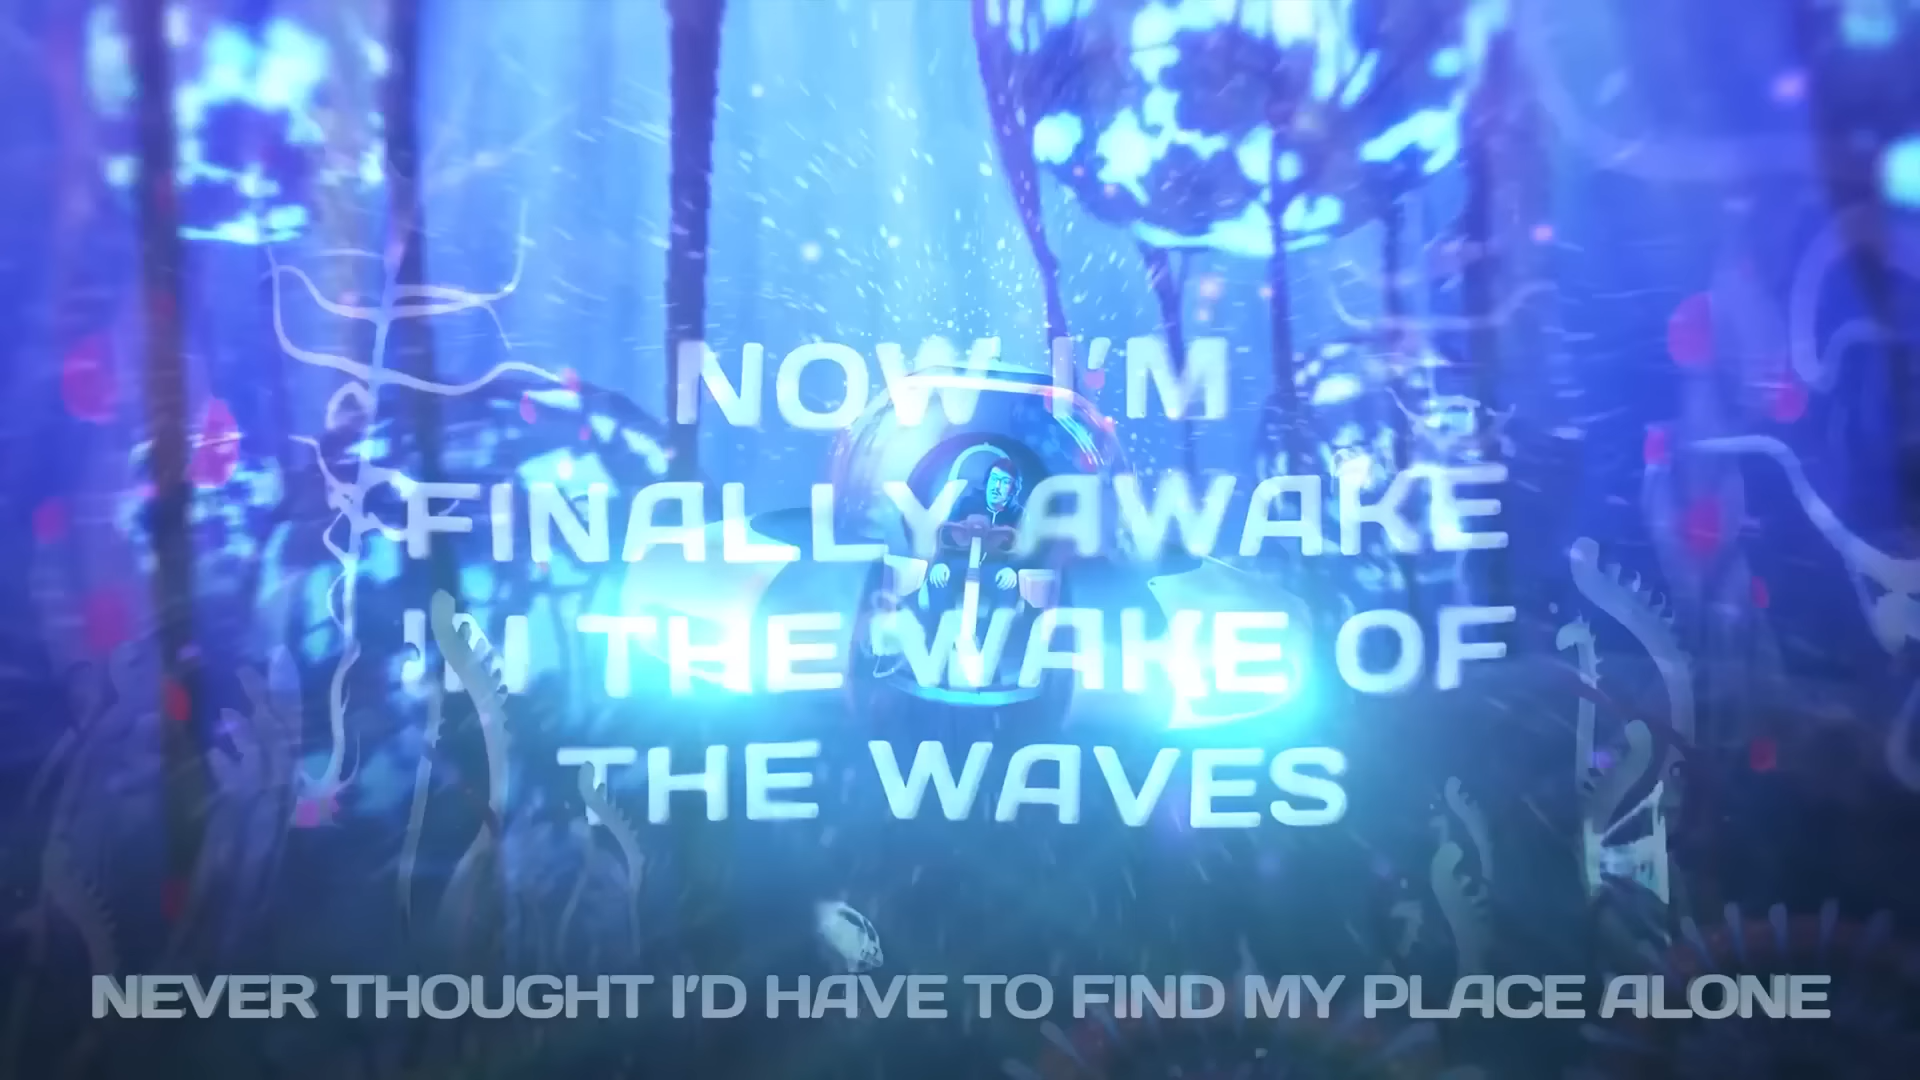 NOW I'M
FINALLY AWAKE
IN THE WAKE OF
THE WAVES
NEVER THOUGHT I'D HAVE TO FIND MY PLACE ALONE